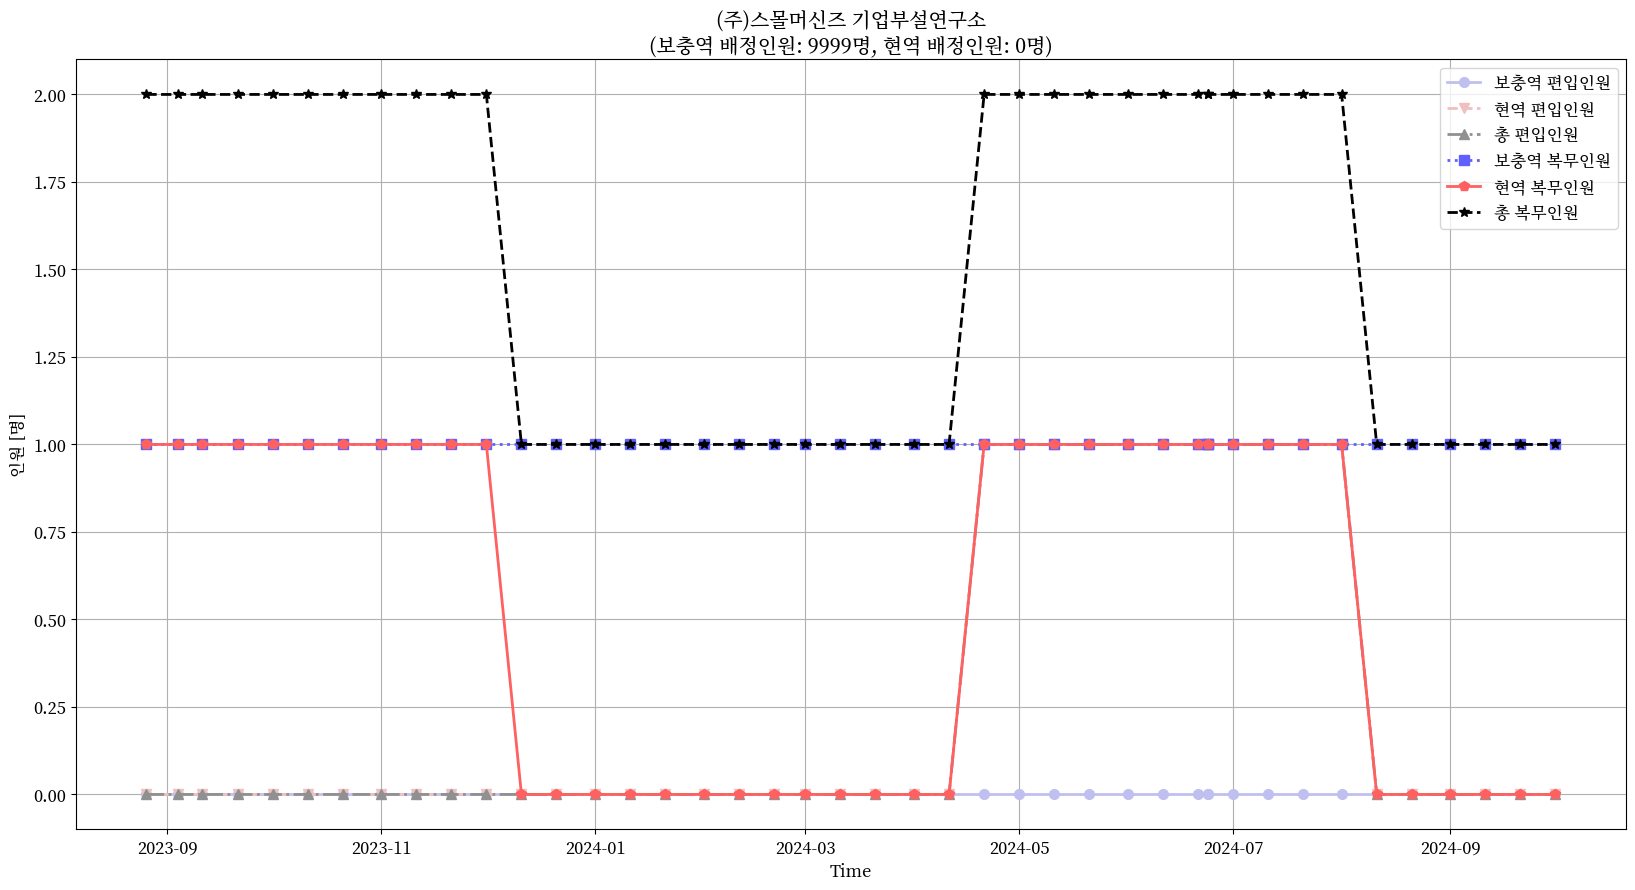 (주)스몰머신즈 기업부설연구소
(보충역 배정인원: 9999명, 현역 배정인원: 0명)
보충역 편입인원
현역 편입인원
총 편입인원
보충역 복무인원
현역 복무인원
총 복무인원
인원 [명]
2.00
1.75
1.50
1.25
1.00
0.75
0.50
0.25
0.00
2023-09
2023-11
2024-01
2024-03
2024-05
2024-07
2024-09
Time